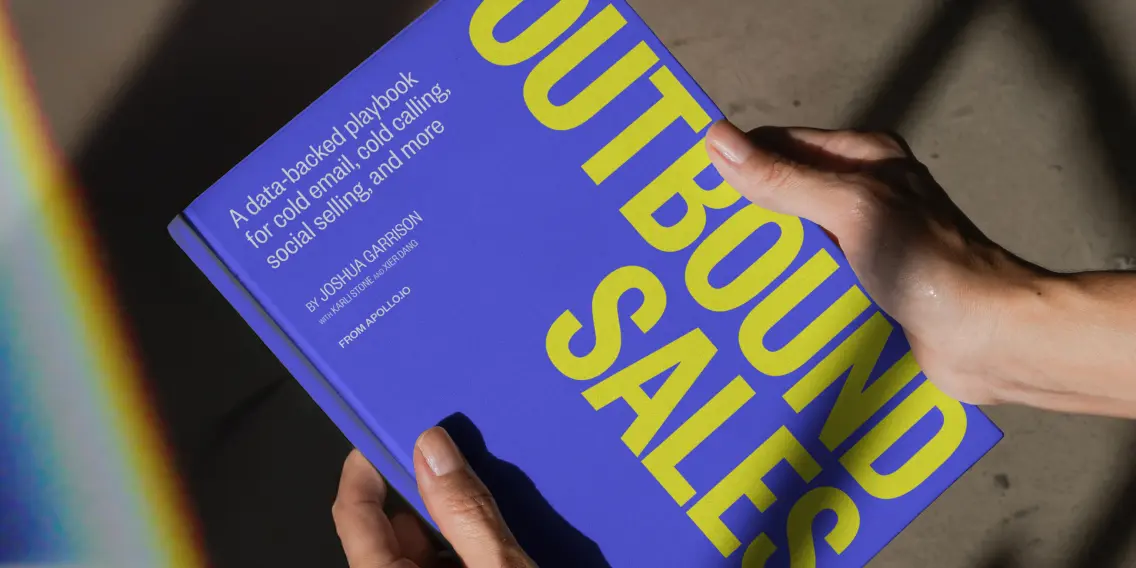 OUTBOUND
SALES
A data-backed playbook
for cold email, cold calling,
social selling, and more
BY JOSHUA GARRISON
WITH KARLI STONE AND XIER DANG
FROM APOLLO.IO